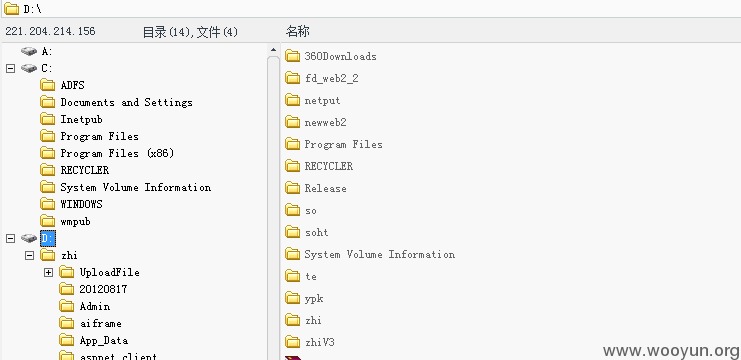 D:\
221.204.214.156 目录(14),文件(4) 名称
A:
C:
ADFS
Documents and Settings
Inetpub
Program Files
Program Files (x86)
RECYCLER
System Volume Information
WINDOWS
wmpub
D:
zhi
UploadFile
20120817
Admin
aiframe
App_Data
aspnet_client
360Downloads
fd_web2_2
netput
newweb2
Program Files
RECYCLER
Release
so
soht
System Volume Information
te
ypk
zhi
zhiV3
www.wooyun.org